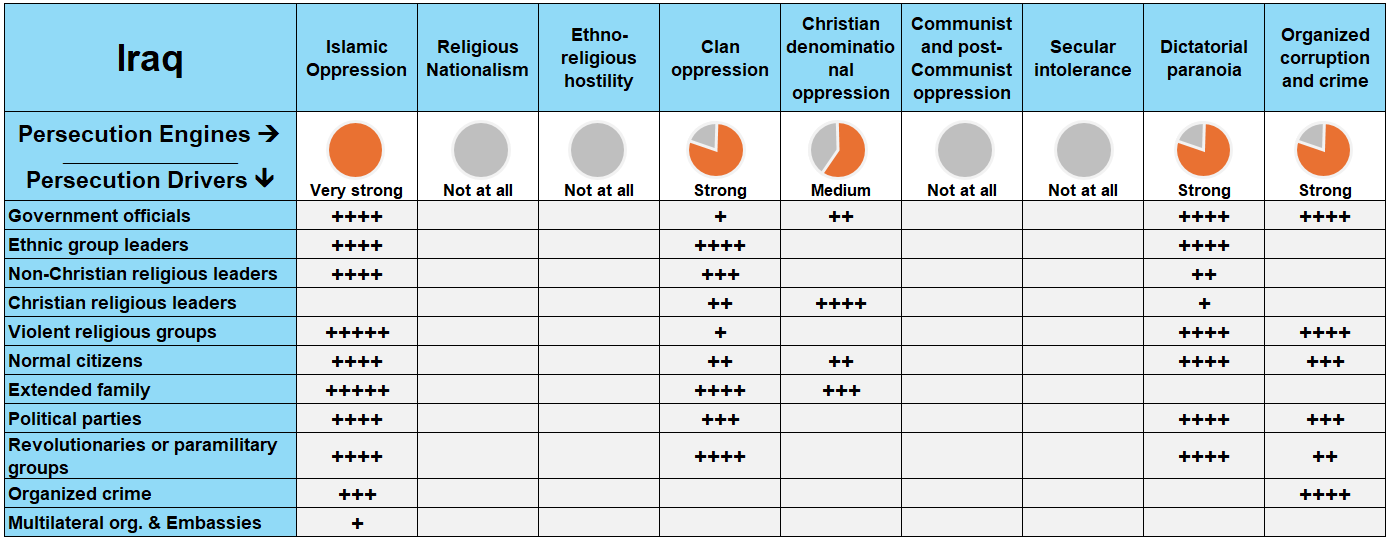 Iraq
Islamic
Oppression
Religious
Nationalism
Ethno-
religious
hostility
Clan
oppression
Christian
denominatio
nal
oppression
Communist
and post-
Communist
oppression
Secular
intolerance
Dictatorial
paranoia
Organized
corruption
and crime
Persecution Engines →
Persecution Drivers ↓
Very strong
Not at all
Not at all
Strong
Medium
Not at all
Not at all
Strong
Strong
Government officials ++++ + ++ ++++ ++++
Ethnic group leaders ++++ ++++ ++++
Non-Christian religious leaders ++++ +++ ++
Christian religious leaders ++ ++++ +
Violent religious groups +++++ + ++++ ++++
Normal citizens ++++ ++ ++ ++++ +++
Extended family +++++ ++++ +++
Political parties ++++ +++ ++++ +++
Revolutionaries or paramilitary
groups ++++ ++++ ++++ ++
Organized crime +++ ++++
Multilateral org. & Embassies +